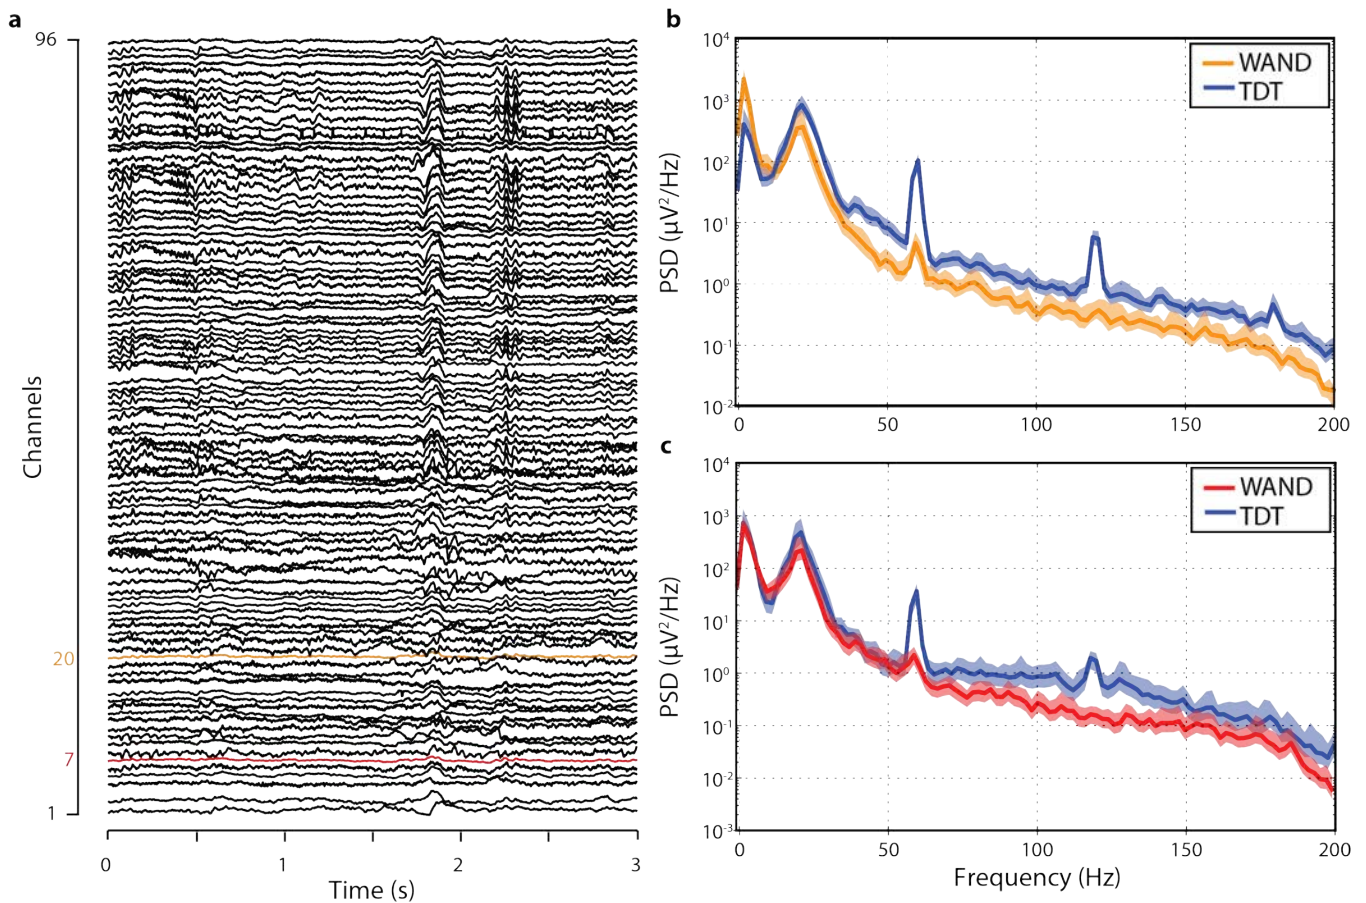 a
96
20
7
1
Channels
0
1
2
3
Time (s)
b
10⁴
10³
10²
10¹
10⁰
10⁻¹
10⁻²
PSD (µV²/Hz)
WAND
TDT
0
50
100
150
200
c
10⁴
10³
10²
10¹
10⁰
10⁻¹
10⁻²
10⁻³
PSD (µV²/Hz)
WAND
TDT
0
50
100
150
200
Frequency (Hz)